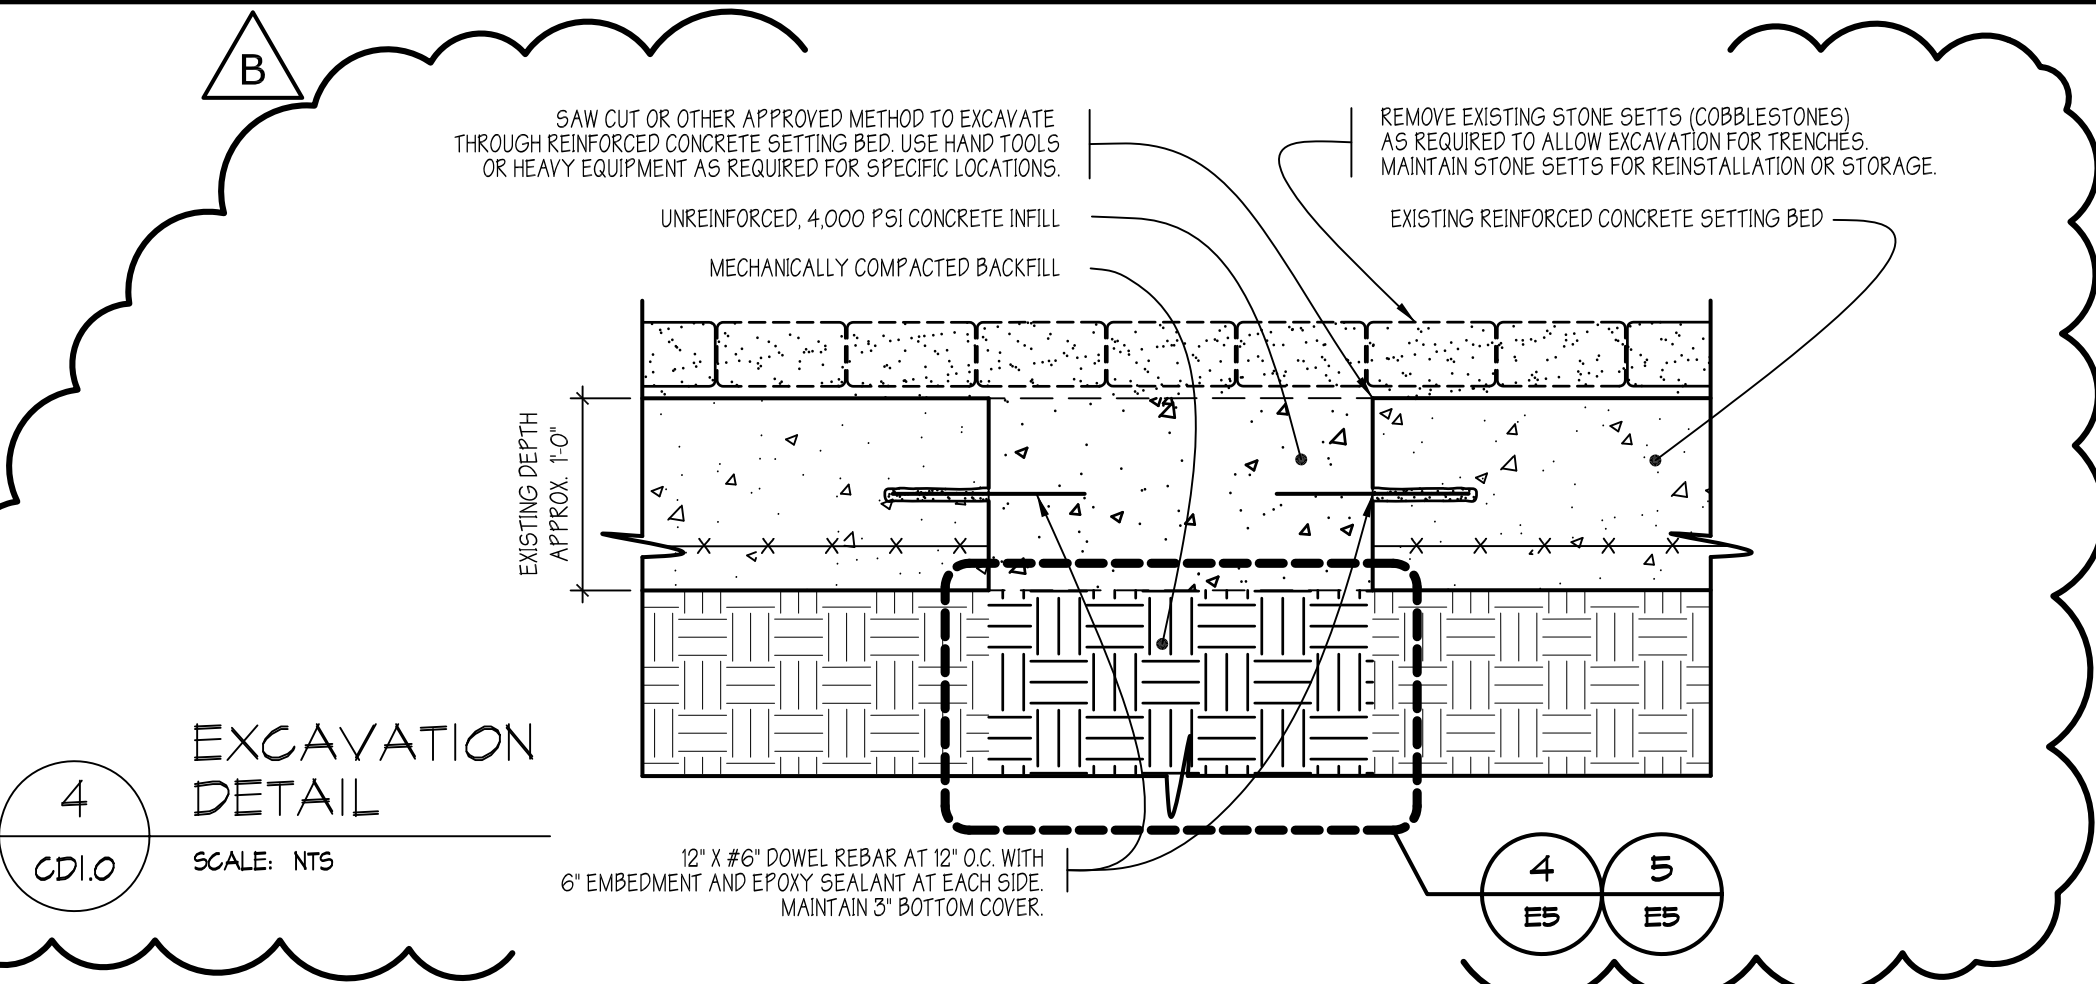 B
SAW CUT OR OTHER APPROVED METHOD TO EXCAVATE
THROUGH REINFORCED CONCRETE SETTING BED. USE HAND TOOLS
OR HEAVY EQUIPMENT AS REQUIRED FOR SPECIFIC LOCATIONS.
UNREINFORCED, 4,000 PSI CONCRETE INFILL
MECHANICALLY COMPACTED BACKFILL
REMOVE EXISTING STONE SETTS (COBBLESTONES)
AS REQUIRED TO ALLOW EXCAVATION FOR TRENCHES.
MAINTAIN STONE SETTS FOR REINSTALLATION OR STORAGE.
EXISTING REINFORCED CONCRETE SETTING BED
EXISTING DEPTH
APPROX. 1'-0"
12" X #6" DOWEL REBAR AT 12" O.C. WITH
6" EMBEDMENT AND EPOXY SEALANT AT EACH SIDE.
MAINTAIN 3" BOTTOM COVER.
4
CD1.0
EXCAVATION
DETAIL
SCALE: NTS
4
E5
5
E5